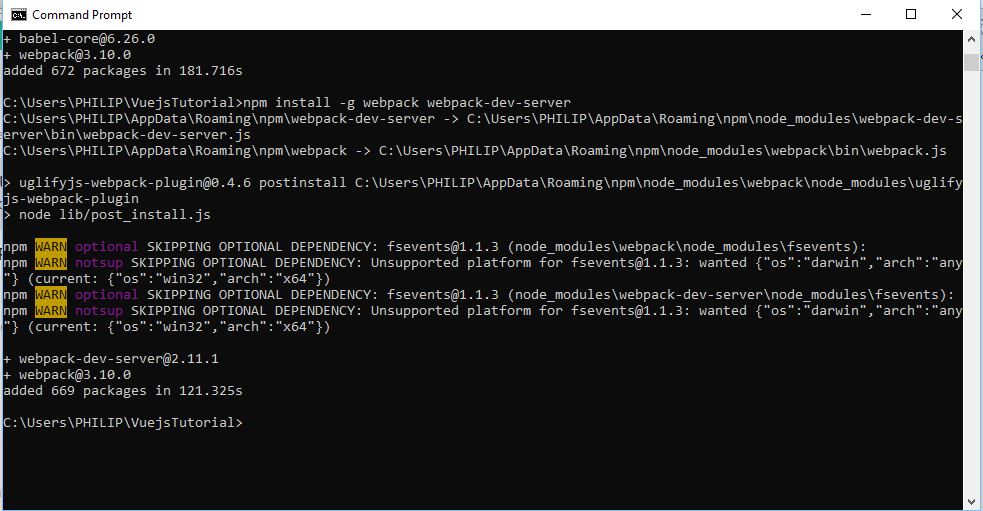 Command Prompt
+ babel-core@6.26.0
+ webpack@3.10.0
added 672 packages in 181.716s
C:\Users\PHILIP\VuejsTutorial>npm install -g webpack webpack-dev-server
C:\Users\PHILIP\AppData\Roaming\npm\webpack-dev-server -> C:\Users\PHILIP\AppData\Roaming\npm\node_modules\webpack-dev-s
erver\bin\webpack-dev-server.js
C:\Users\PHILIP\AppData\Roaming\npm\webpack -> C:\Users\PHILIP\AppData\Roaming\npm\node_modules\webpack\bin\webpack.js
> uglifyjs-webpack-plugin@0.4.6 postinstall C:\Users\PHILIP\AppData\Roaming\npm\node_modules\webpack\node_modules\uglify
js-webpack-plugin
> node lib/post_install.js
npm WARN optional SKIPPING OPTIONAL DEPENDENCY: fsevents@1.1.3 (node_modules\webpack\node_modules\fsevents):
npm WARN notsup SKIPPING OPTIONAL DEPENDENCY: Unsupported platform for fsevents@1.1.3: wanted {"os":"darwin","arch":"any
"} (current: {"os":"win32","arch":"x64"})
npm WARN optional SKIPPING OPTIONAL DEPENDENCY: fsevents@1.1.3 (node_modules\webpack-dev-server\node_modules\fsevents):
npm WARN notsup SKIPPING OPTIONAL DEPENDENCY: Unsupported platform for fsevents@1.1.3: wanted {"os":"darwin","arch":"any
"} (current: {"os":"win32","arch":"x64"})
+ webpack-dev-server@2.11.1
+ webpack@3.10.0
added 669 packages in 121.325s
C:\Users\PHILIP\VuejsTutorial>